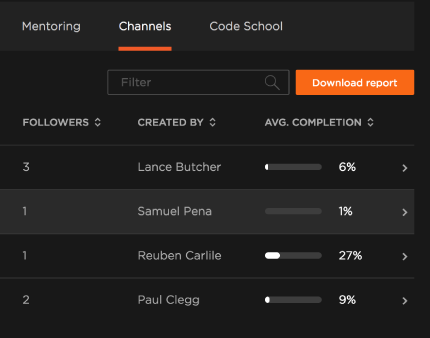 Mentoring Channels Code School
Filter Download report
FOLLOWERS CREATED BY AVG. COMPLETION
3 Lance Butcher 6%
1 Samuel Pena 1%
1 Reuben Carlile 27%
2 Paul Clegg 9%